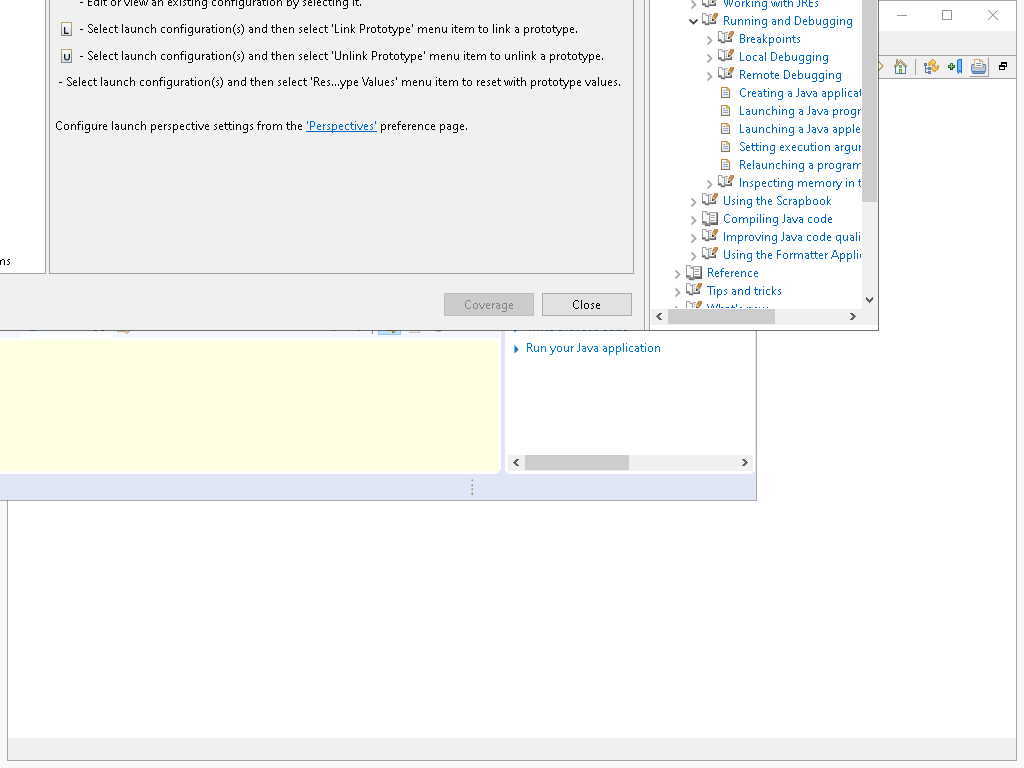 - Edit or view an existing configuration by selecting it.
- Select launch configuration(s) and then select 'Link Prototype' menu item to link a prototype.
- Select launch configuration(s) and then select 'Unlink Prototype' menu item to unlink a prototype.
- Select launch configuration(s) and then select 'Res...ype Values' menu item to reset with prototype values.
Configure launch perspective settings from the 'Perspectives' preference page.
ms
Coverage
Close
Working with JREs
Running and Debugging
Breakpoints
Local Debugging
Remote Debugging
Creating a Java applicat
Launching a Java progr
Launching a Java apple
Setting execution argur
Relaunching a program
Inspecting memory in t
Using the Scrapbook
Compiling Java code
Improving Java code quali
Using the Formatter Applic
Reference
Tips and tricks
What's new
Run your Java application